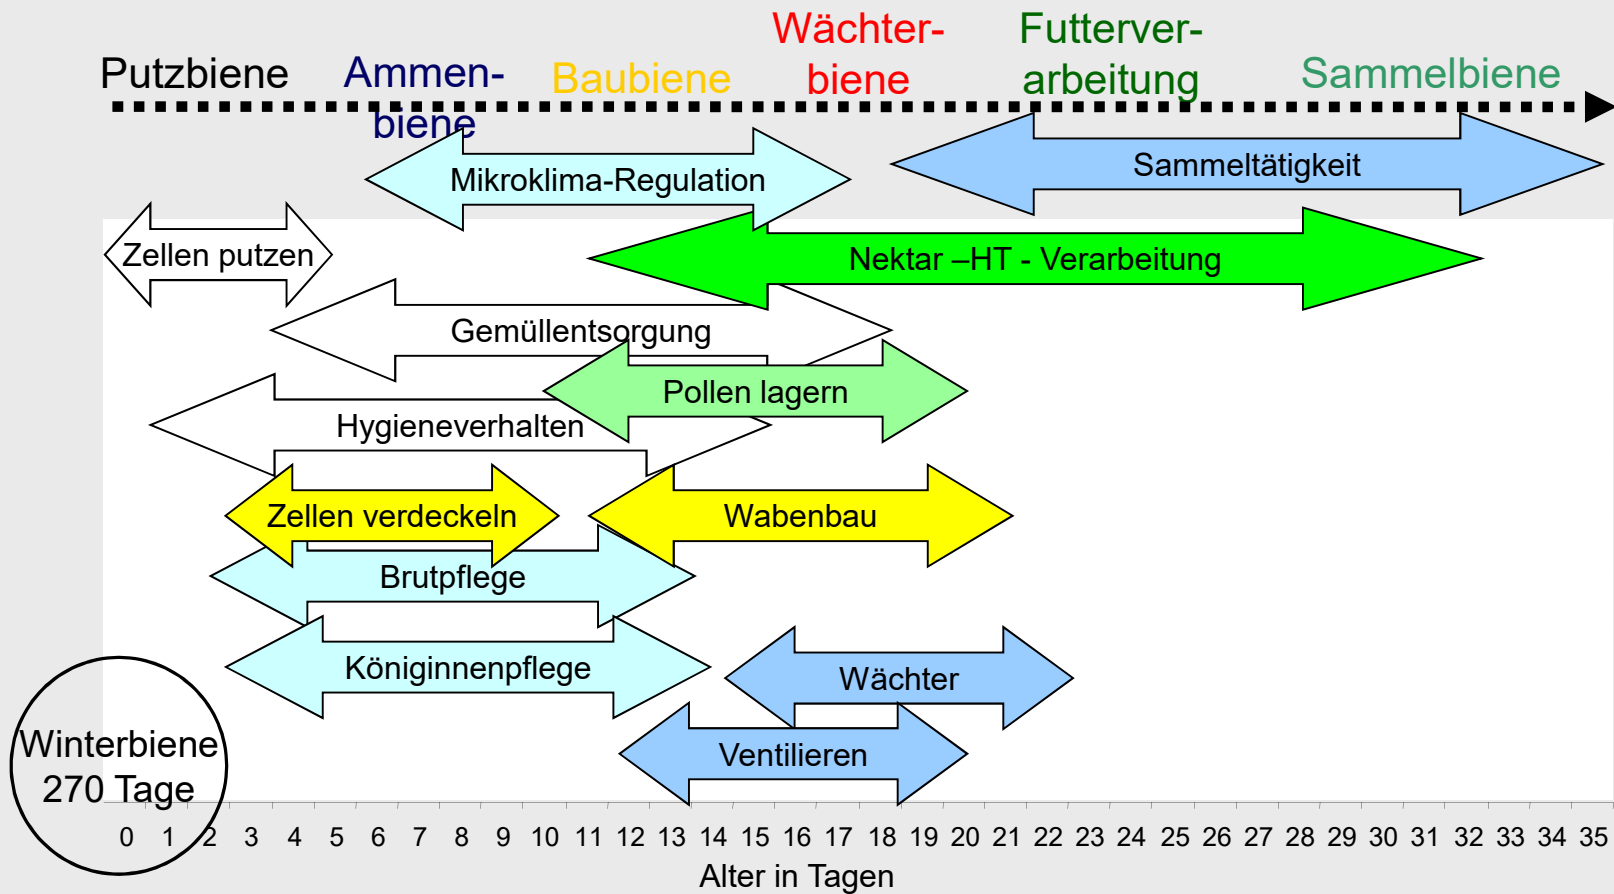 Putzbiene
Ammen-
biene
Baubiene
Wächter-
biene
Futterver-
arbeitung
Sammelbiene
Mikroklima-Regulation
Sammeltätigkeit
Zellen putzen
Nektar –HT - Verarbeitung
Gemüllentsorgung
Pollen lagern
Hygieneverhalten
Zellen verdeckeln
Wabenbau
Brutpflege
Königinnenpflege
Wächter
Ventilieren
Winterbiene
270 Tage
0 1 2 3 4 5 6 7 8 9 10 11 12 13 14 15 16 17 18 19 20 21 22 23 24 25 26 27 28 29 30 31 32 33 34 35
Alter in Tagen